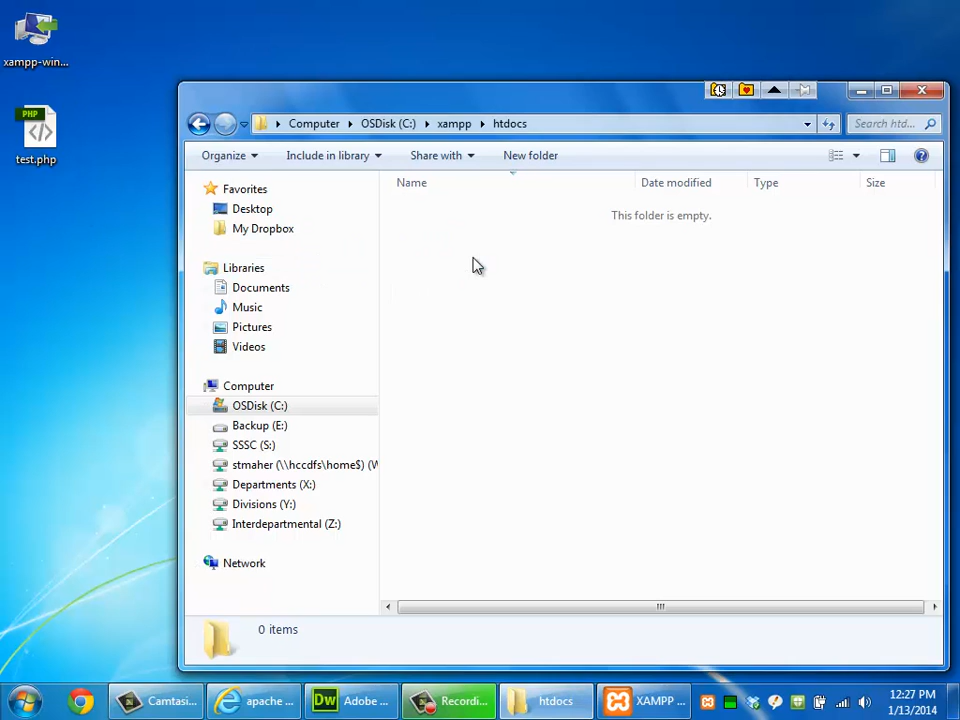 xampp-win...
PHP
test.php
Computer OSDisk (C:) xampp htdocs
Search htd...
Organize Include in library Share with New folder
Name Date modified Type Size
This folder is empty.
Favorites
Desktop
My Dropbox
Libraries
Documents
Music
Pictures
Videos
Computer
OSDisk (C:)
Backup (E:)
SSSC (S:)
stmaher (\\hccdfs\home$) (W
Departments (X:)
Divisions (Y:)
Interdepartmental (Z:)
Network
0 items
Camtasi... apache ... Dw Adobe ... Recordi... htdocs XAMPP ...
12:27 PM
1/13/2014